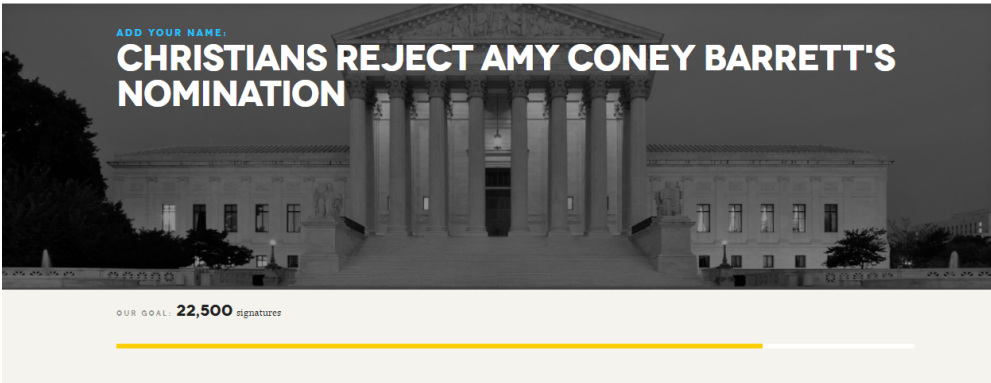 ADD YOUR NAME:
CHRISTIANS REJECT AMY CONEY BARRETT'S
NOMINATION
OUR GOAL: 22,500 signatures